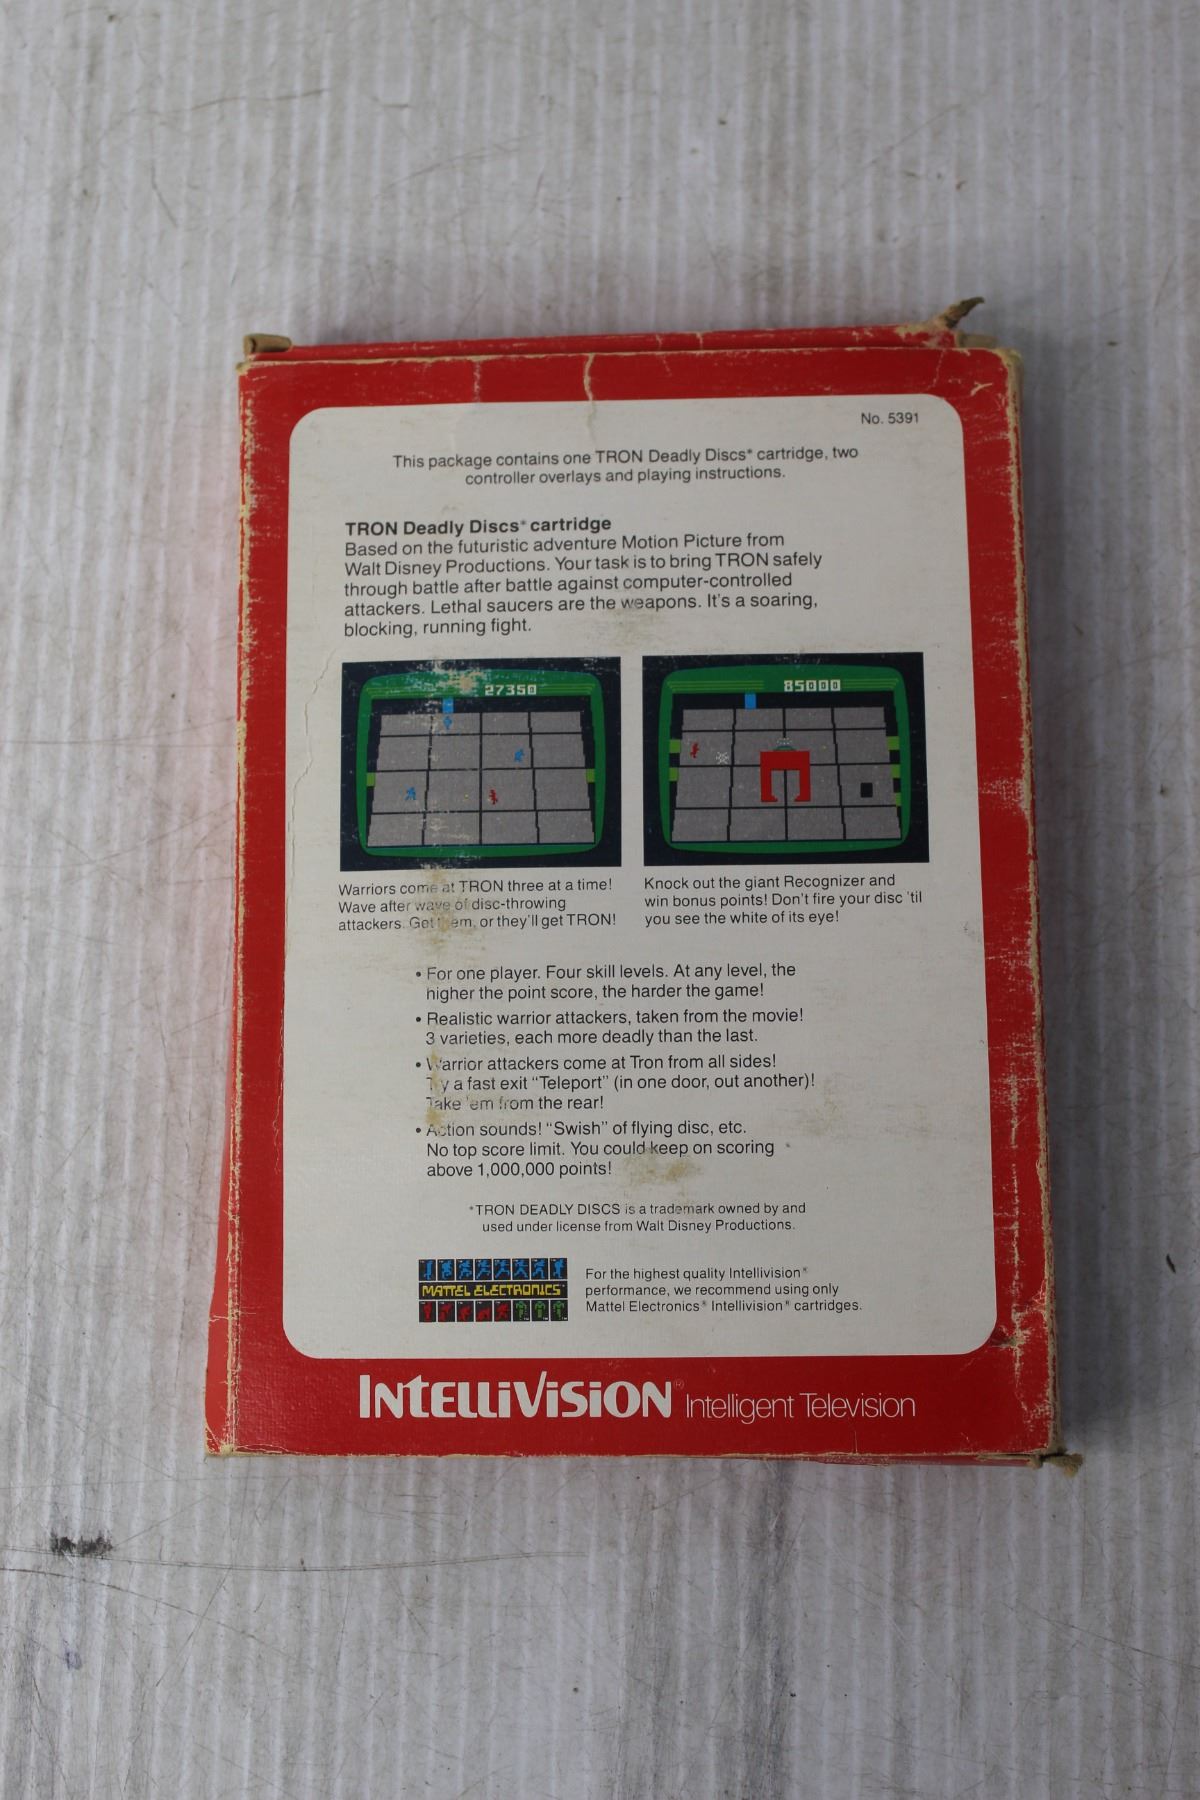 No. 5391
This package contains one TRON Deadly Discs* cartridge, two
controller overlays and playing instructions.
TRON Deadly Discs* cartridge
Based on the futuristic adventure Motion Picture from
Walt Disney Productions. Your task is to bring TRON safely
through battle after battle against computer-controlled
attackers. Lethal saucers are the weapons. It's a soaring,
blocking, running fight.
27350
85000
Warriors come at TRON three at a time!
Wave after wave of disc-throwing
attackers. Get 'em, or they'll get TRON!
Knock out the giant Recognizer and
win bonus points! Don't fire your disc 'til
you see the white of its eye!
• For one player. Four skill levels. At any level, the
higher the point score, the harder the game!
• Realistic warrior attackers, taken from the movie!
3 varieties, each more deadly than the last.
• Warrior attackers come at Tron from all sides!
Try a fast exit "Teleport" (in one door, out another)!
Take 'em from the rear!
• Action sounds! "Swish" of flying disc, etc.
No top score limit. You could keep on scoring
above 1,000,000 points!
*TRON DEADLY DISCS is a trademark owned by and
used under license from Walt Disney Productions.
MATTEL ELECTRONICS
For the highest quality Intellivision®
performance, we recommend using only
Mattel Electronics® Intellivision® cartridges.
INTELLIVISION® Intelligent Television